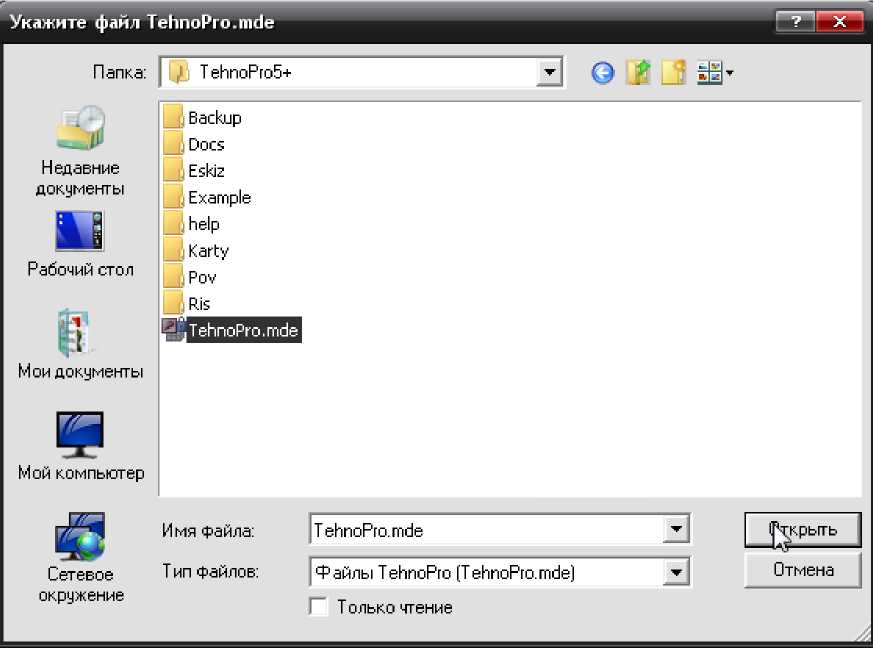 Укажите файл TehnoPro.mde
?
X
Папка:
TehnoPro5+
Недавние
документы
Рабочий стол
Мои документы
Мой компьютер
Сетевое
окружение
Backup
Docs
Eskiz
Example
help
Karty
Pov
Ris
TehnoPro.mde
Имя файла:
TehnoPro.mde
Открыть
Тип файлов:
Файлы TehnoPro (TehnoPro.mde)
Отмена
Только чтение